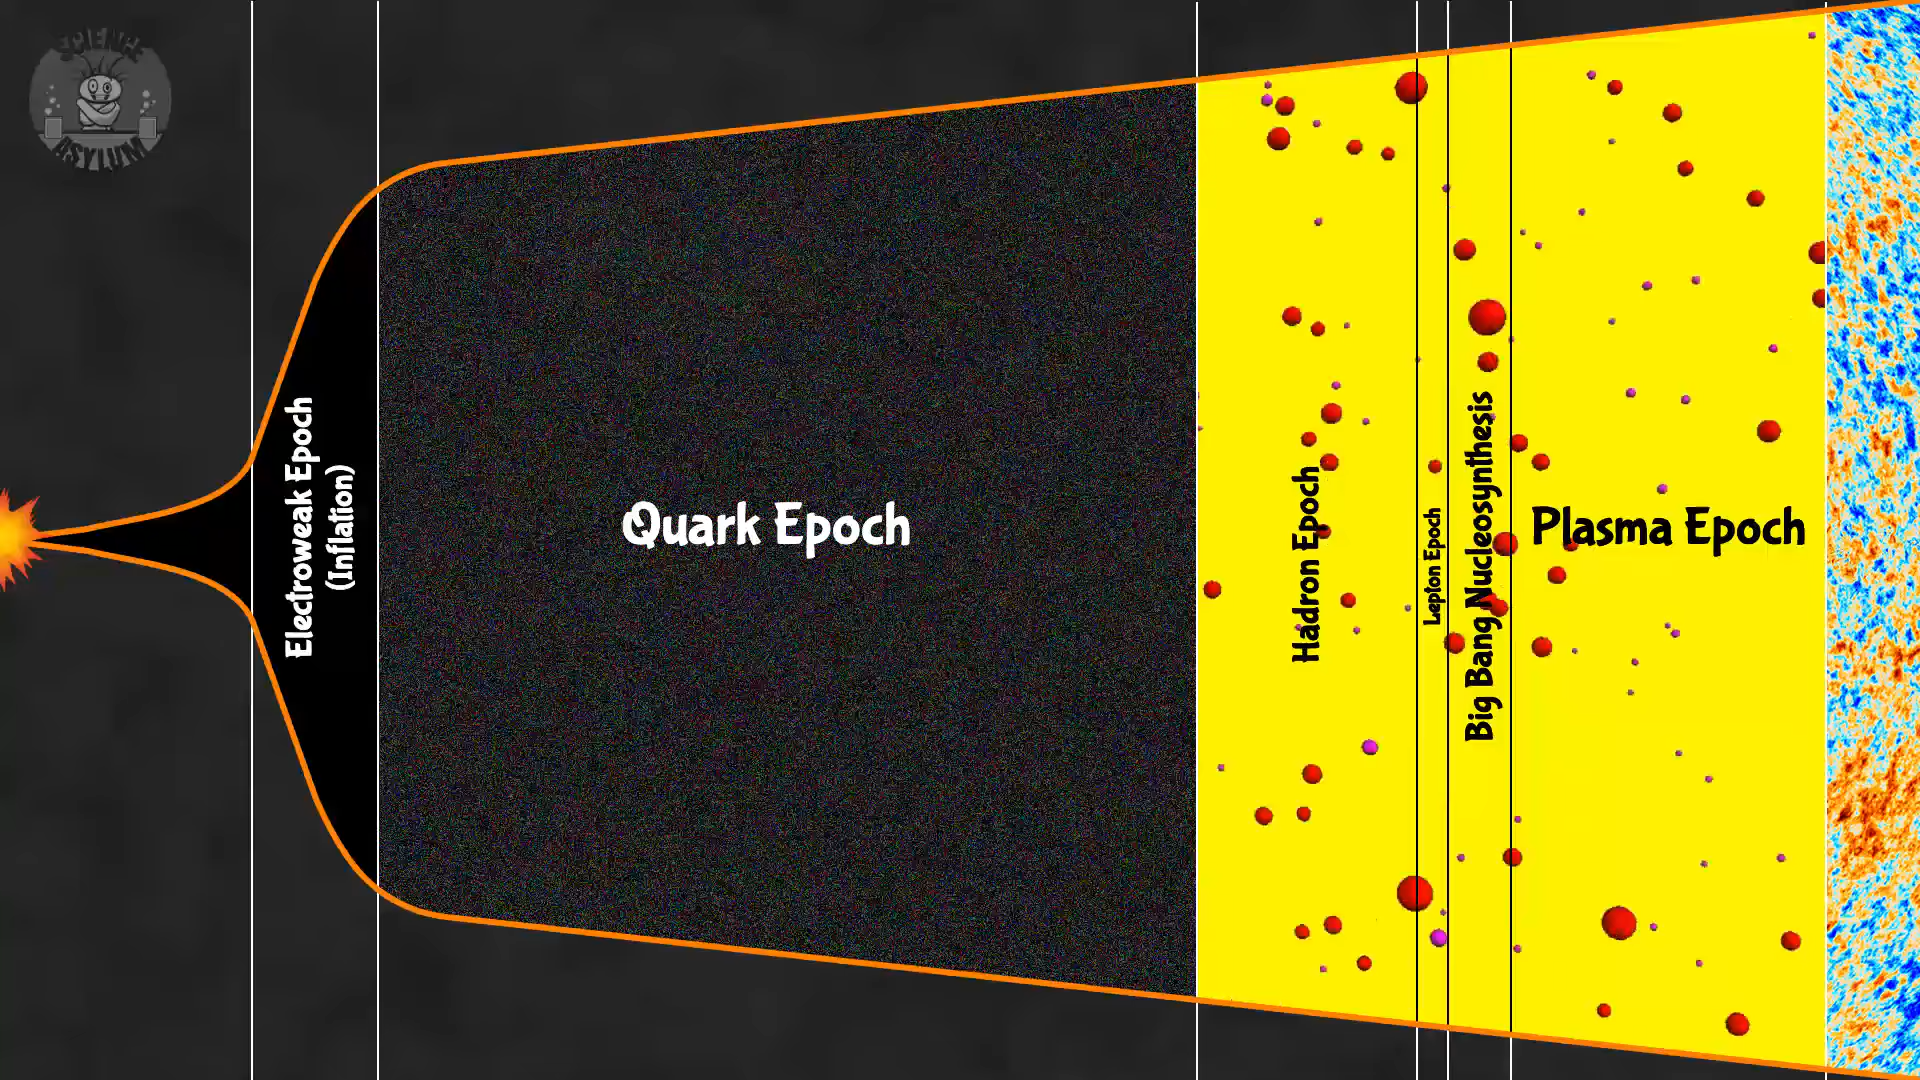 SCIENCE
ASYLUM
Electroweak Epoch
(Inflation)
Quark Epoch
Hadron Epoch
Lepton Epoch
Big Bang Nucleosynthesis
Plasma Epoch